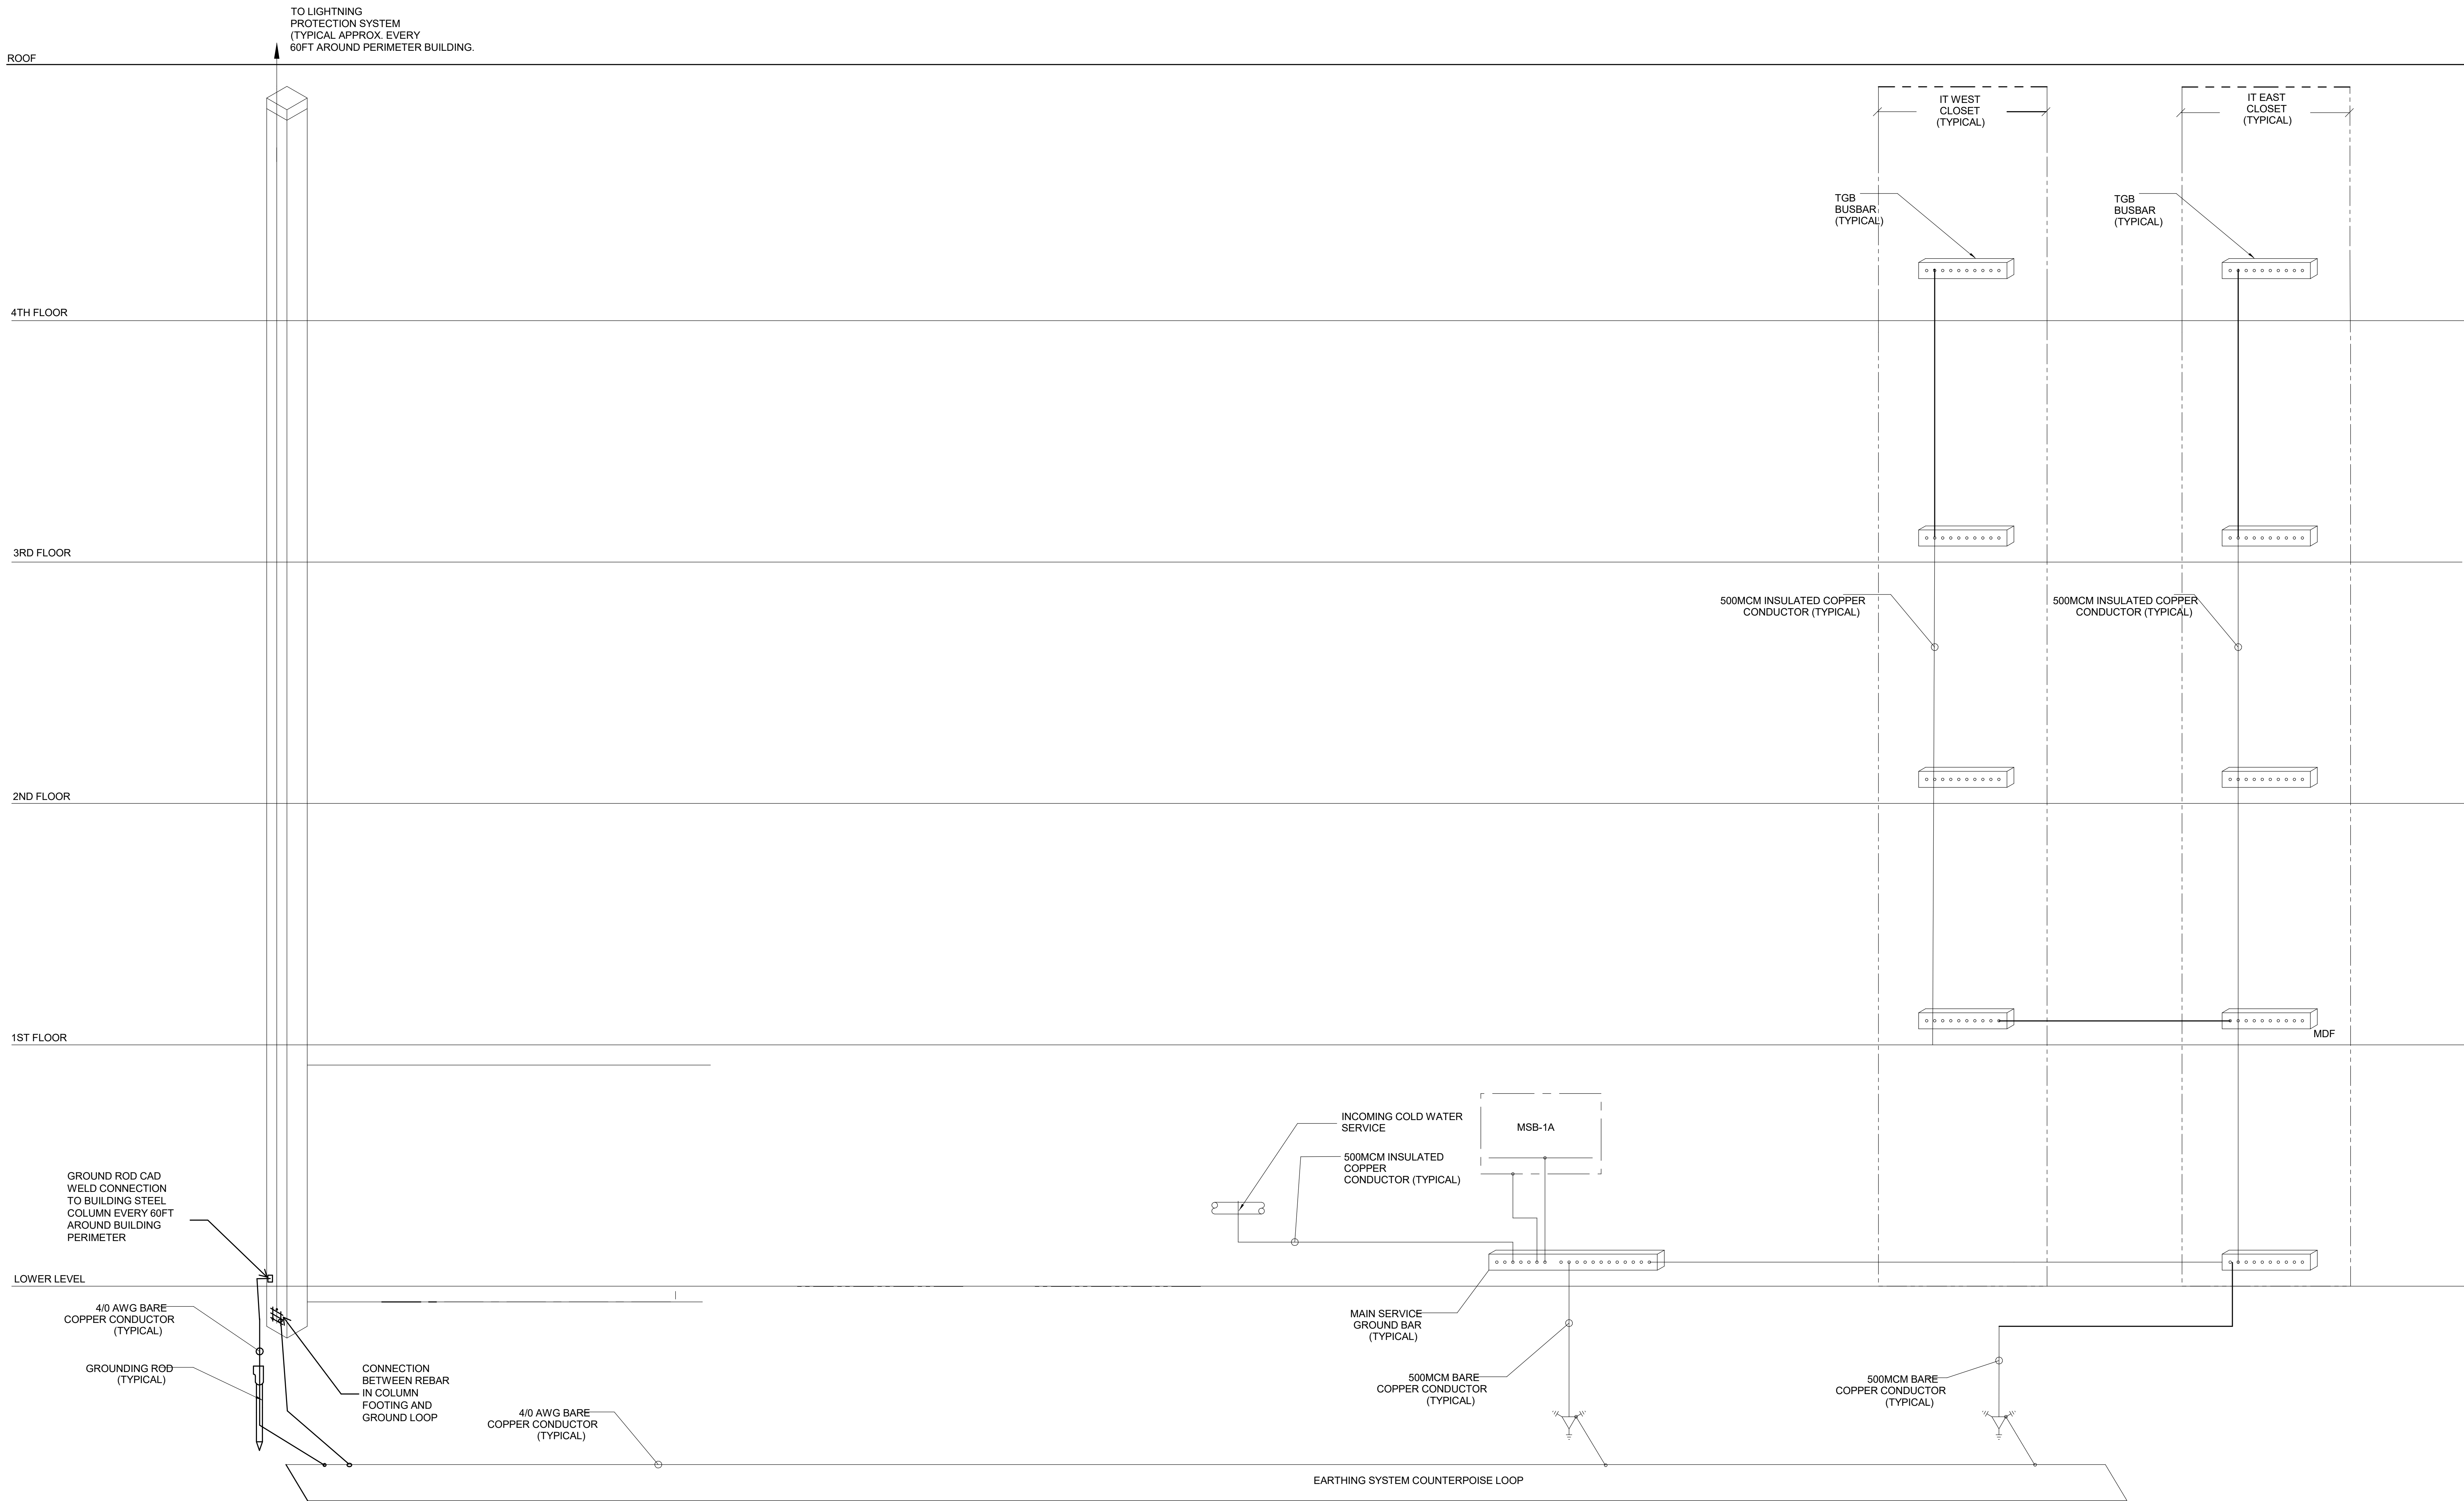 TO LIGHTNING
PROTECTION SYSTEM
(TYPICAL APPROX. EVERY
60FT AROUND PERIMETER BUILDING.
ROOF
IT WEST
CLOSET
(TYPICAL)
IT EAST
CLOSET
(TYPICAL)
TGB
BUSBAR
(TYPICAL)
TGB
BUSBAR
(TYPICAL)
4TH FLOOR
3RD FLOOR
500MCM INSULATED COPPER
CONDUCTOR (TYPICAL)
500MCM INSULATED COPPER
CONDUCTOR (TYPICAL)
2ND FLOOR
1ST FLOOR
MDF
INCOMING COLD WATER
SERVICE
MSB-1A
500MCM INSULATED
COPPER
CONDUCTOR (TYPICAL)
GROUND ROD CAD
WELD CONNECTION
TO BUILDING STEEL
COLUMN EVERY 60FT
AROUND BUILDING
PERIMETER
LOWER LEVEL
4/0 AWG BARE
COPPER CONDUCTOR
(TYPICAL)
MAIN SERVICE
GROUND BAR
(TYPICAL)
GROUNDING ROD
(TYPICAL)
CONNECTION
BETWEEN REBAR
IN COLUMN
FOOTING AND
GROUND LOOP
500MCM BARE
COPPER CONDUCTOR
(TYPICAL)
500MCM BARE
COPPER CONDUCTOR
(TYPICAL)
4/0 AWG BARE
COPPER CONDUCTOR
(TYPICAL)
EARTHING SYSTEM COUNTERPOISE LOOP